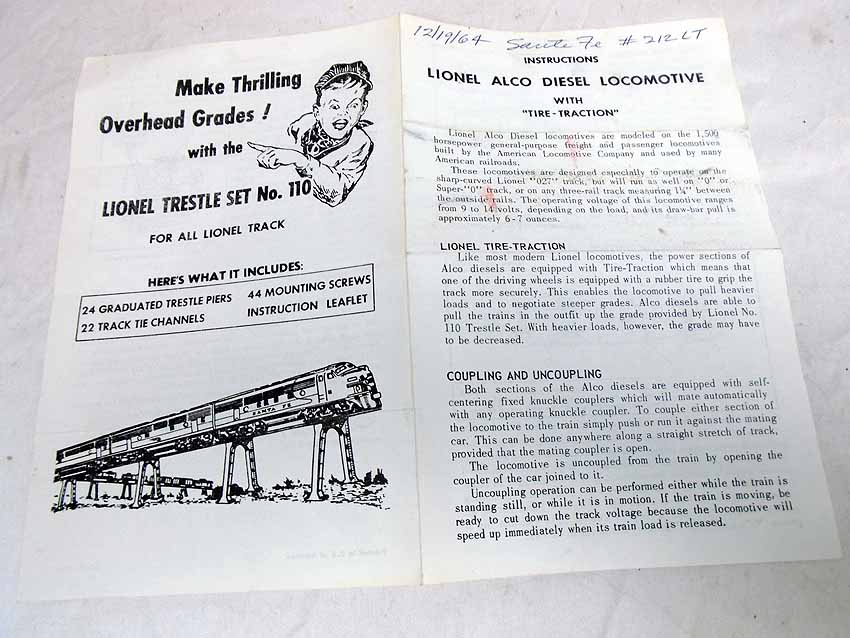 Make Thrilling
Overhead Grades!
with the
LIONEL TRESTLE SET No. 110
FOR ALL LIONEL TRACK
HERE'S WHAT IT INCLUDES:
24 GRADUATED TRESTLE PIERS 44 MOUNTING SCREWS
22 TRACK TIE CHANNELS INSTRUCTION LEAFLET
SANTA FE
12/19/64 Sante Fe #212LT
INSTRUCTIONS
LIONEL ALCO DIESEL LOCOMOTIVE
WITH
"TIRE-TRACTION"
Lionel Alco Diesel locomotives are modeled on the 1,500
horsepower general-purpose freight and passenger locomotives
built by the American Locomotive Company and used by many
American railroads.
These locomotives are designed especially to operate on the
sharp-curved Lionel "027" track, but will run as well on "O" or
Super-"O" track, or on any three-rail track measuring 1¼" between
the outside rails. The operating voltage of this locomotive ranges
from 9 to 14 volts, depending on the load, and its draw-bar pull is
approximately 6-7 ounces.
LIONEL TIRE-TRACTION
Like most modern Lionel locomotives, the power sections of
Alco diesels are equipped with Tire-Traction which means that
one of the driving wheels is equipped with a rubber tire to grip the
track more securely. This enables the locomotive to pull heavier
loads and to negotiate steeper grades. Alco diesels are able to
pull the trains in the outfit up the grade provided by Lionel No.
110 Trestle Set. With heavier loads, however, the grade may have
to be decreased.
COUPLING AND UNCOUPLING
Both sections of the Alco diesels are equipped with self-
centering fixed knuckle couplers which will mate automatically
with any operating knuckle coupler. To couple either section of
the locomotive to the train simply push or run it against the mating
car. This can be done anywhere along a straight stretch of track,
provided that the mating coupler is open.
The locomotive is uncoupled from the train by opening the
coupler of the car joined to it.
Uncoupling operation can be performed either while the train is
standing still, or while it is in motion. If the train is moving, be
ready to cut down the track voltage because the locomotive will
speed up immediately when its train load is released.